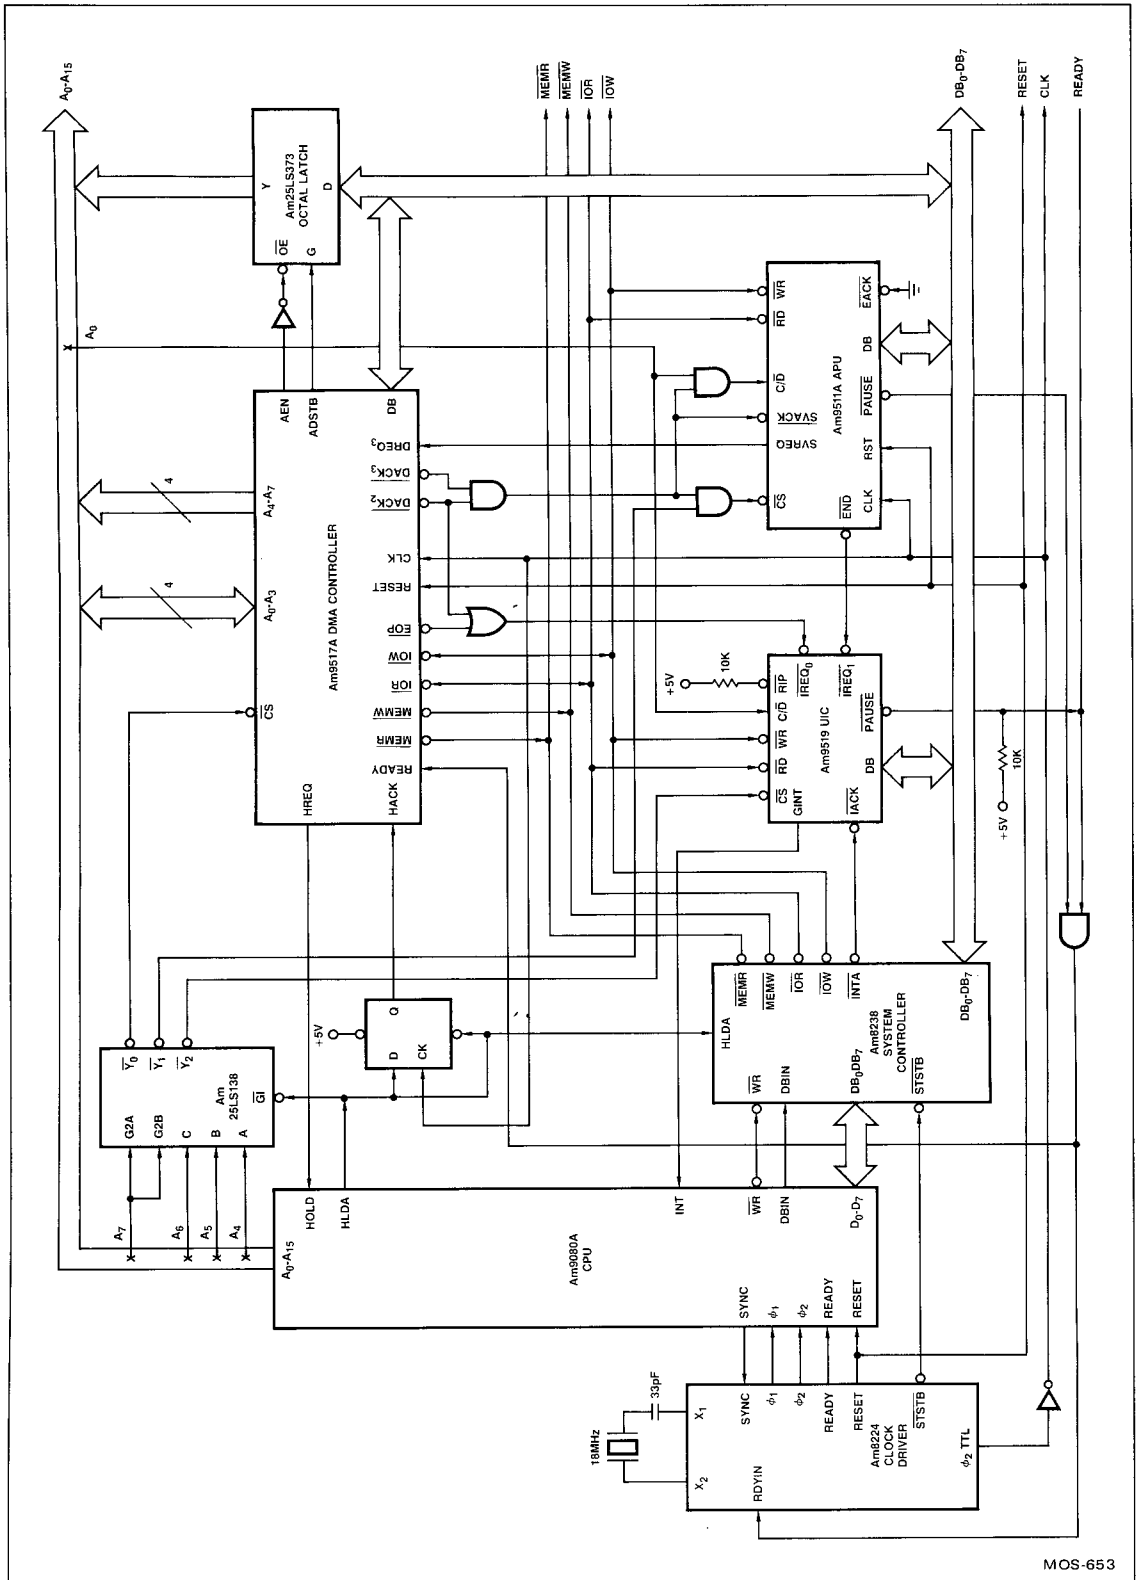 A0-A15
Am25LS373
OCTAL LATCH
Y
D
OE
G
A0
AEN
ADSTB
DB
DREQ3
DACK3
DACK2
CLK
RESET
EOP
IOW
IOR
MEMW
MEMR
READY
HACK
HREQ
CS
A0-A3
A4-A7
4
4
Am9517A DMA CONTROLLER
MEMR
MEMW
IOR
IOW
DB0-DB7
RESET
CLK
READY
Am9511A APU
WR
RD
C/D
SVACK
SVREQ
CS
EACK
DB
PAUSE
RST
CLK
END
Am9519 UIC
IREQ0
IREQ1
RIP
C/D
WR
RD
CS
GINT
IACK
DB
PAUSE
+5V
10K
+5V
10K
Am
25LS138
Y0
Y1
Y2
G2A
G2B
C
B
A
GI
A7
A6
A5
A4
+5V
D
Q
CK
Am8238
SYSTEM
CONTROLLER
HLDA
MEMR
MEMW
IOR
IOW
INTA
DB0-DB7
WR
DBIN
DB0DB7
STSTB
Am9080A
CPU
A0-A15
HOLD
HLDA
INT
WR
DBIN
D0-D7
SYNC
φ1
φ2
READY
RESET
Am8224
CLOCK
DRIVER
SYNC
φ1
φ2
READY
RESET
STSTB
φ2 TTL
RDYIN
X1
X2
18MHz
33pF
MOS-653